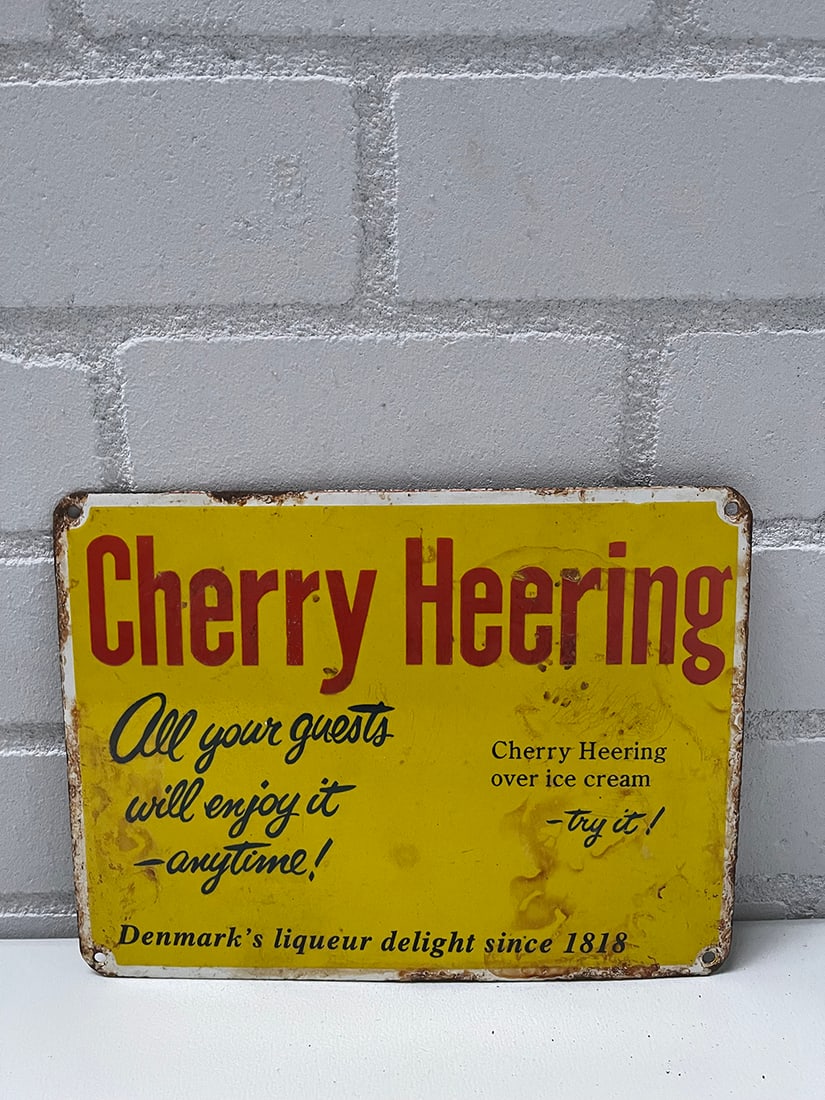 Cherry Heering
All your guests
will enjoy it
-anytime!
Cherry Heering
over ice cream
-try it!
Denmark's liqueur delight since 1818